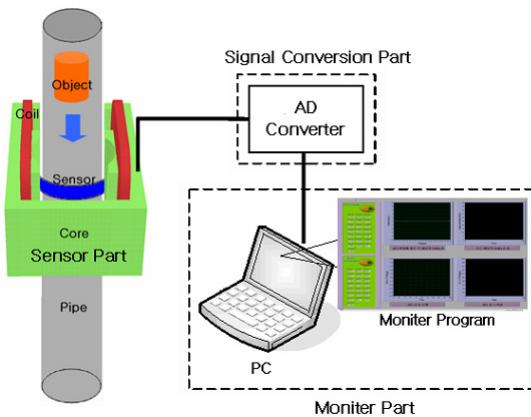 Object
Coil
Sensor
Core
Sensor Part
Pipe
Signal Conversion Part
AD
Converter
PC
Moniter Program
Moniter Part